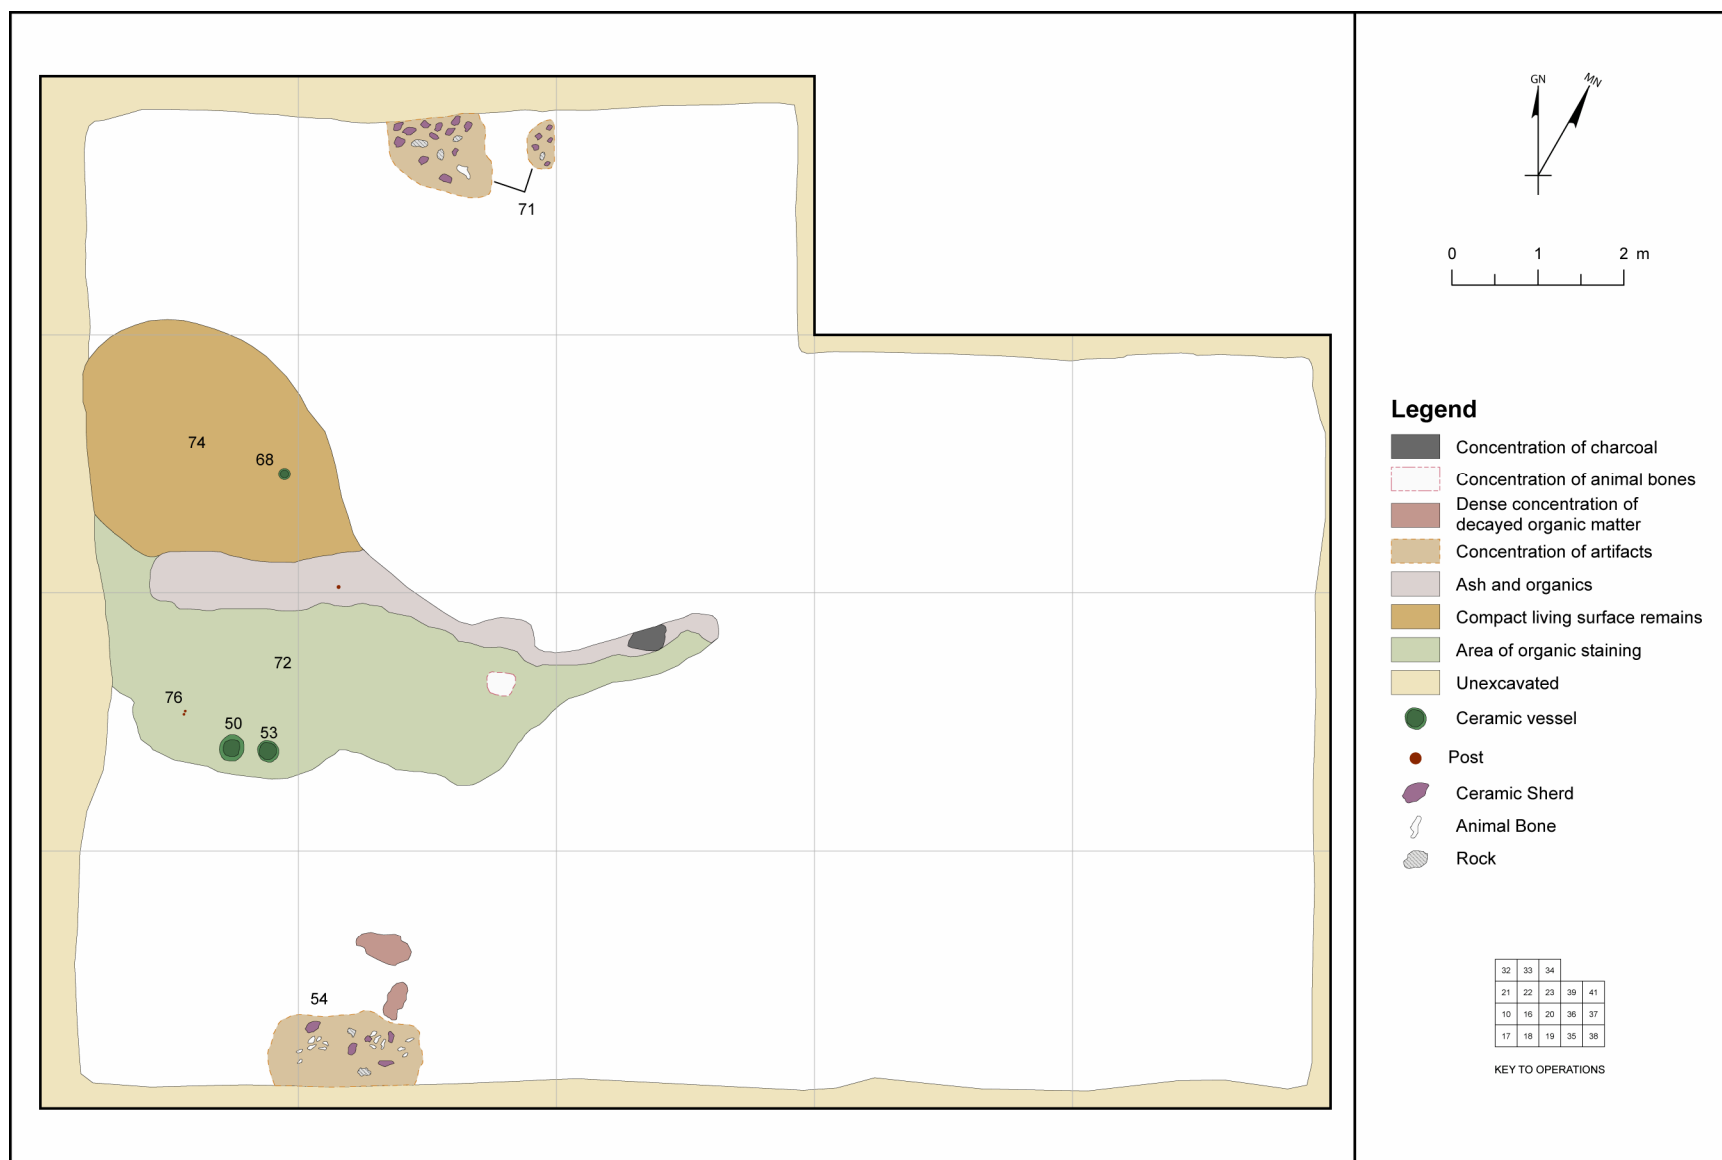 71
74
68
72
76
50
53
54
GN
MN
0 1 2 m
Legend
Concentration of charcoal
Concentration of animal bones
Dense concentration of
decayed organic matter
Concentration of artifacts
Ash and organics
Compact living surface remains
Area of organic staining
Unexcavated
Ceramic vessel
Post
Ceramic Sherd
Animal Bone
Rock
32 33 34
21 22 23 39 41
10 16 20 36 37
17 18 19 35 38
KEY TO OPERATIONS